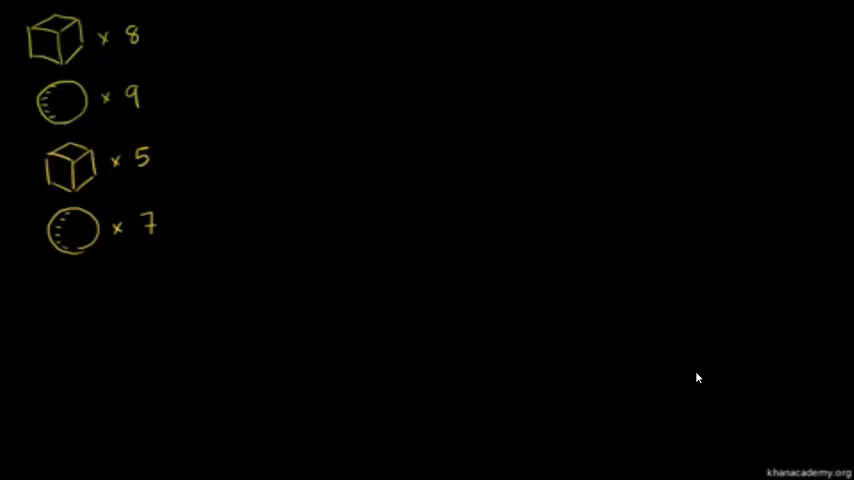 × 8
× 9
× 5
× 7
khanacademy.org